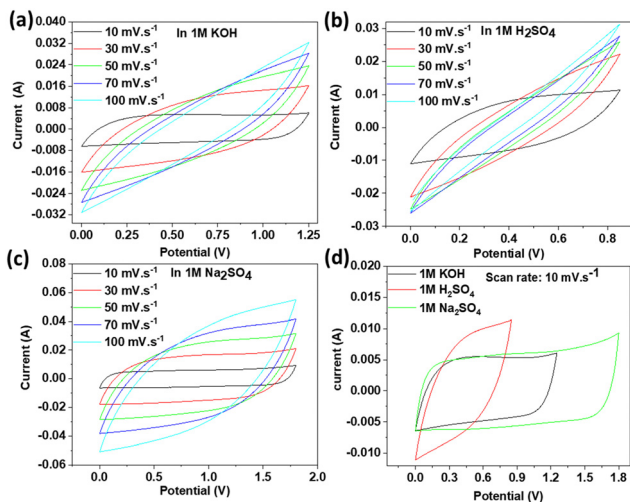 (a)
In 1M KOH
10 mV.s⁻¹
30 mV.s⁻¹
50 mV.s⁻¹
70 mV.s⁻¹
100 mV.s⁻¹
0.040
0.032
0.024
0.016
0.008
0.000
-0.008
-0.016
-0.024
-0.032
Current (A)
0.00 0.25 0.50 0.75 1.00 1.25
Potential (V)
(b)
In 1M H₂SO₄
10 mV.s⁻¹
30 mV.s⁻¹
50 mV.s⁻¹
70 mV.s⁻¹
100 mV.s⁻¹
0.03
0.02
0.01
0.00
-0.01
-0.02
-0.03
Current (A)
0.0 0.2 0.4 0.6 0.8
Potential (V)
(c)
In 1M Na₂SO₄
10 mV.s⁻¹
30 mV.s⁻¹
50 mV.s⁻¹
70 mV.s⁻¹
100 mV.s⁻¹
0.08
0.06
0.04
0.02
0.00
-0.02
-0.04
-0.06
Current (A)
0.0 0.5 1.0 1.5 2.0
Potential (V)
(d)
1M KOH
1M H₂SO₄
1M Na₂SO₄
Scan rate: 10 mV.s⁻¹
0.020
0.015
0.010
0.005
0.000
-0.005
-0.010
current (A)
0.0 0.3 0.6 0.9 1.2 1.5 1.8
Potential (V)